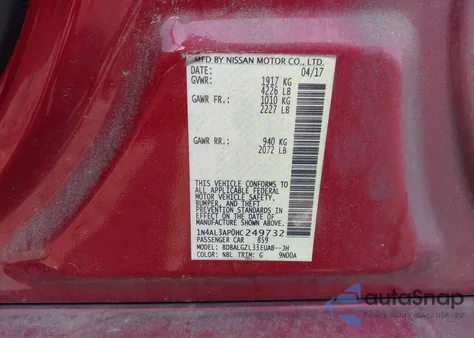 MFD BY NISSAN MOTOR CO., LTD.
DATE 04/17
GVWR: 1917 KG
4226 LB
GAWR FR: 1010 KG
2227 LB
GAWR RR: 940 KG
2072 LB
THIS VEHICLE CONFORMS TO
ALL APPLICABLE FEDERAL
MOTOR VEHICLE SAFETY,
BUMPER, AND THEFT
PREVENTION STANDARDS
IN EFFECT ON THE DATE OF
MANUFACTURE SHOWN ABOVE.
1N4AL3AP0HC249732
PASSENGER CAR 859
MODEL: BDBALGZL33EUA8--JH
COLOR: NBL TRIM: G 9N00A
autoSnap